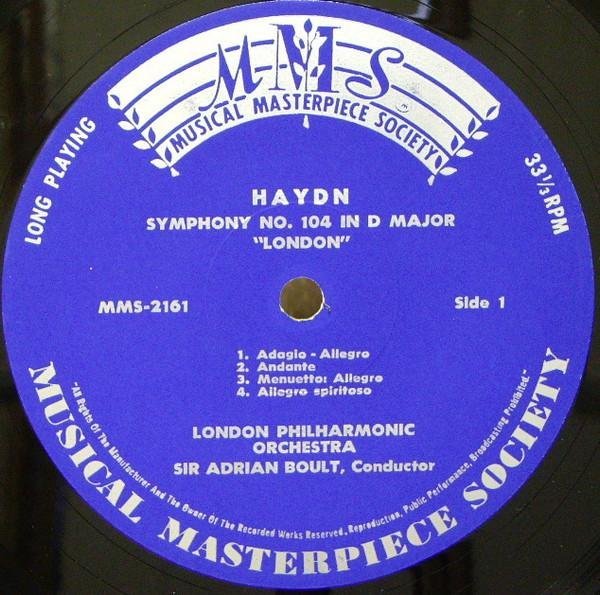 MMS
MUSICAL MASTERPIECE SOCIETY
LONG PLAYING
33 1/3 RPM
HAYDN
SYMPHONY NO. 104 IN D MAJOR
"LONDON"
MMS-2161
Side 1
1. Adagio - Allegro
2. Andante
3. Menuetto: Allegro
4. Allegro spiritoso
LONDON PHILHARMONIC
ORCHESTRA
SIR ADRIAN BOULT, Conductor
"All Rights Of The Manufacturer And The Owner Of The Recorded Works Reserved. Reproduction, Public Performance, Broadcasting Prohibited."
MUSICAL MASTERPIECE SOCIETY